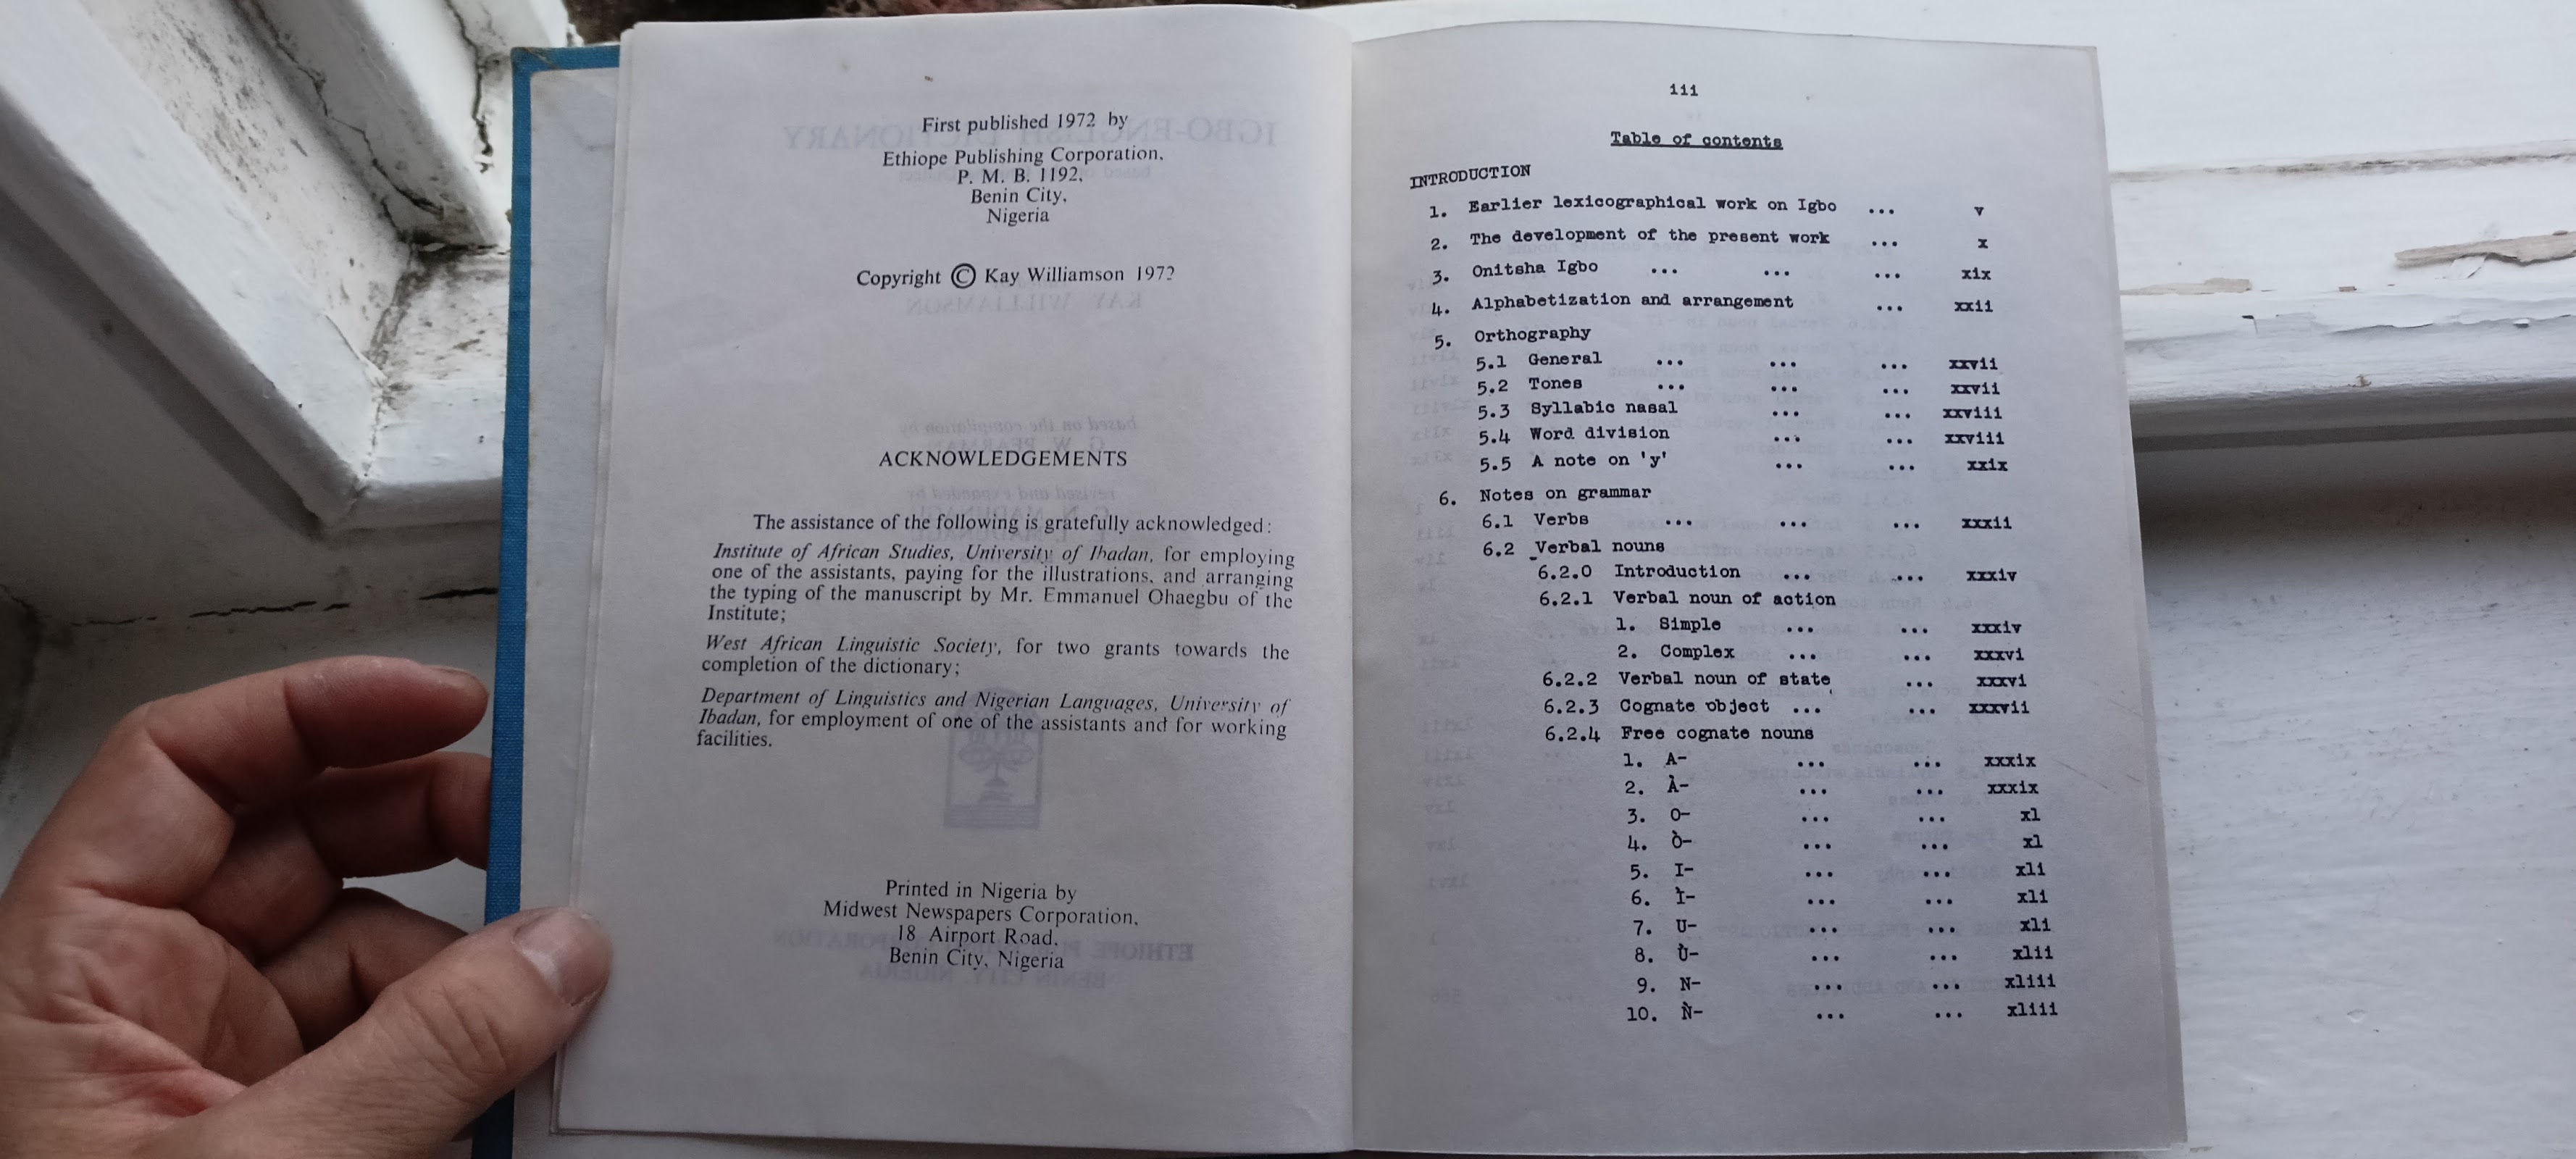 First published 1972 by
Ethiope Publishing Corporation,
P. M. B. 1192,
Benin City,
Nigeria
Copyright © Kay Williamson 1972
ACKNOWLEDGEMENTS
The assistance of the following is gratefully acknowledged:
Institute of African Studies, University of Ibadan, for employing
one of the assistants, paying for the illustrations, and arranging
the typing of the manuscript by Mr. Emmanuel Ohaegbu of the
Institute;
West African Linguistic Society, for two grants towards the
completion of the dictionary;
Department of Linguistics and Nigerian Languages, University of
Ibadan, for employment of one of the assistants and for working
facilities.
Printed in Nigeria by
Midwest Newspapers Corporation,
18 Airport Road,
Benin City, Nigeria
iii
Table of contents
INTRODUCTION
1. Earlier lexicographical work on Igbo ... v
2. The development of the present work ... x
3. Onitsha Igbo ... ... ... xix
4. Alphabetization and arrangement ... xxii
5. Orthography
5.1 General ... ... ... xxvii
5.2 Tones ... ... ... xxvii
5.3 Syllabic nasal ... ... xxviii
5.4 Word division ... ... xxviii
5.5 A note on 'y' ... ... xxix
6. Notes on grammar
6.1 Verbs ... ... ... xxxii
6.2 Verbal nouns
6.2.0 Introduction ... ... xxxiv
6.2.1 Verbal noun of action
1. Simple ... ... xxxiv
2. Complex ... ... xxxvi
6.2.2 Verbal noun of state ... xxxvi
6.2.3 Cognate object ... ... xxxvii
6.2.4 Free cognate nouns
1. A- ... ... xxxix
2. À- ... ... xxxix
3. O- ... ... xl
4. Ò- ... ... xl
5. I- ... ... xli
6. Ì- ... ... xli
7. U- ... ... xli
8. Ù- ... ... xlii
9. N- ... ... xliii
10. Ǹ- ... ... xliii